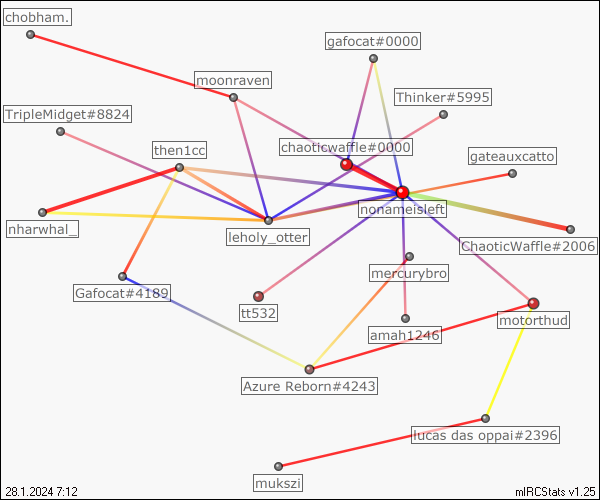 chobham.
gafocat#0000
moonraven
Thinker#5995
TripleMidget#8824
chaoticwaffle#0000
then1cc
gateauxcatto
nonameisleft
nharwhal_
leholy_otter
ChaoticWaffle#2006
mercurybro
Gafocat#4189
tt532
motorthud
amah1246
Azure Reborn#4243
lucas das oppai#2396
mukszi
28.1.2024 7:12
mIRCStats v1.25